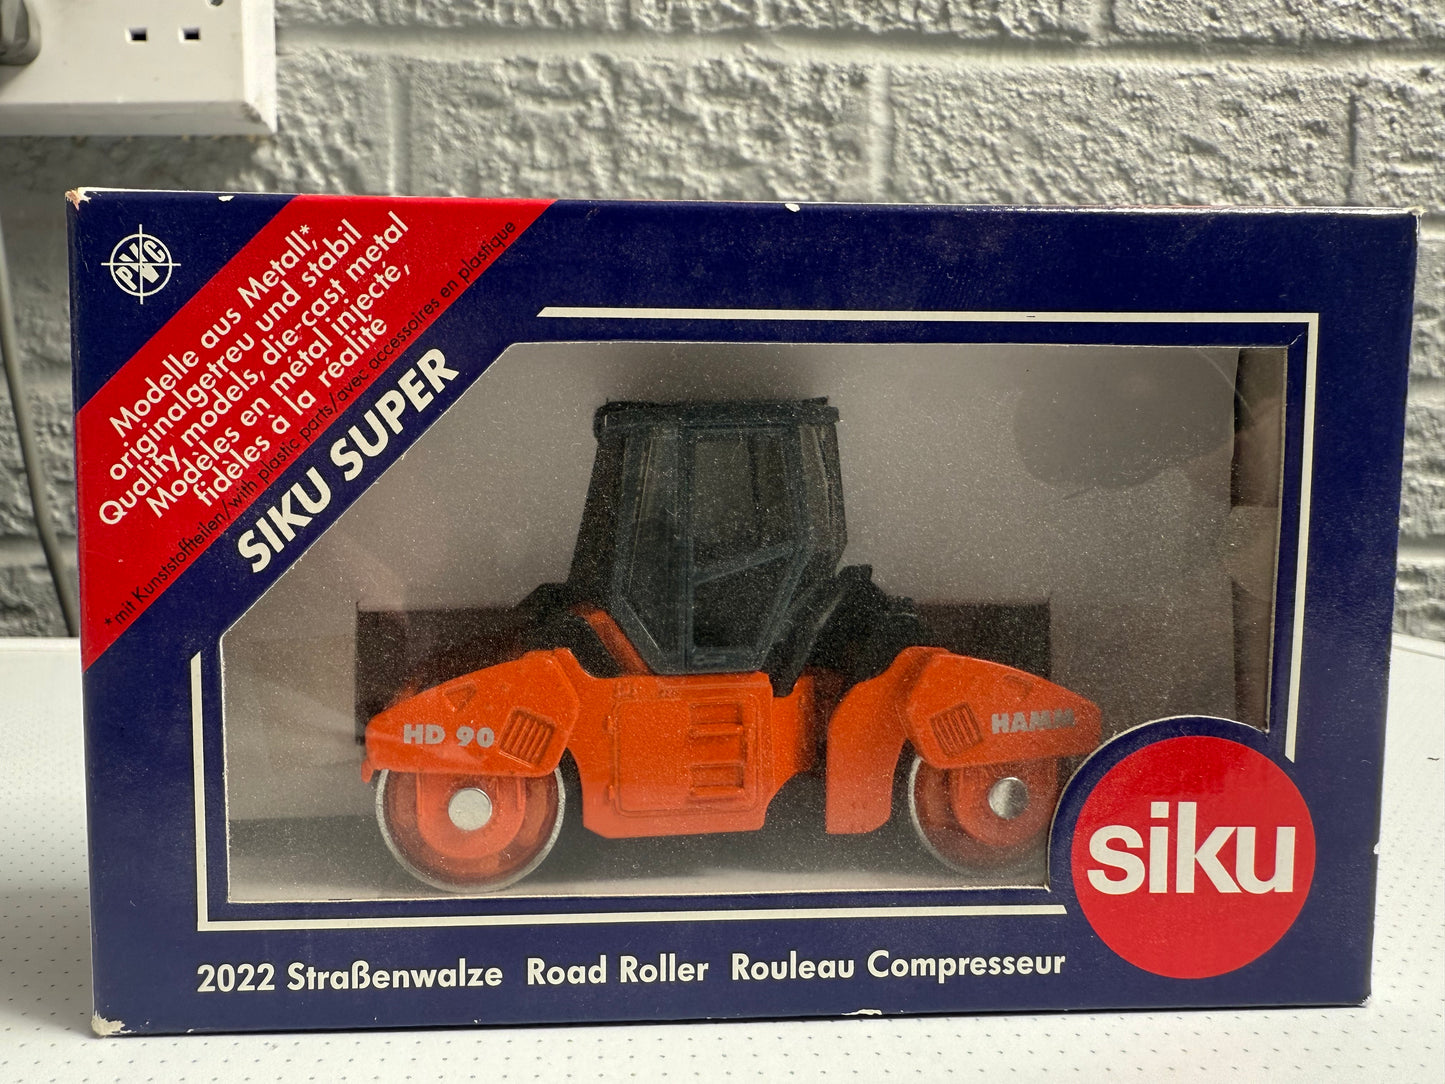 PVC
Modelle aus Metall,*
originalgetreu und stabil
Quality models, die-cast metal
Modèles en métal injecté,
fidèles à la réalité
*mit Kunststoffteilen/with plastic parts/avec accessoires en plastique
SIKU SUPER
HD 90
HAMM
siku
2022 Straßenwalze Road Roller Rouleau Compresseur